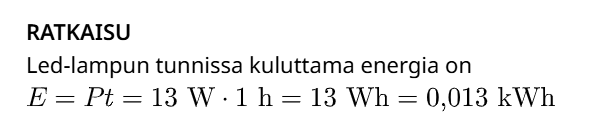 RATKAISU
Led-lampun tunnissa kuluttama energia on
E = Pt = 13 W · 1 h = 13 Wh = 0,013 kWh